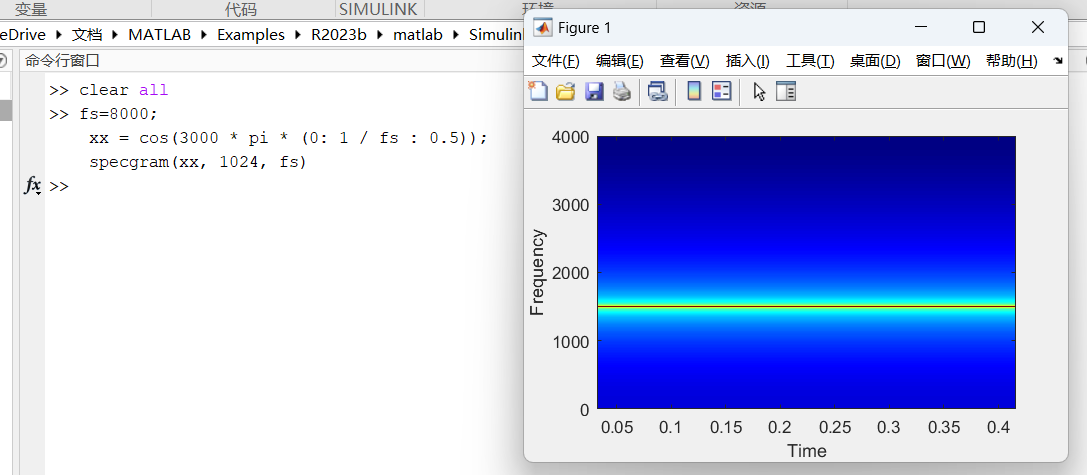 变量 代码 SIMULINK 环境 资源
eDrive 文档 MATLAB Examples R2023b matlab Simulin
命令行窗口
>> clear all
>> fs=8000;
xx = cos(3000 * pi * (0: 1 / fs : 0.5));
specgram(xx, 1024, fs)
fx >>
Figure 1
文件(F) 编辑(E) 查看(V) 插入(I) 工具(T) 桌面(D) 窗口(W) 帮助(H)
4000
3000
2000
1000
0
Frequency
0.05 0.1 0.15 0.2 0.25 0.3 0.35 0.4
Time